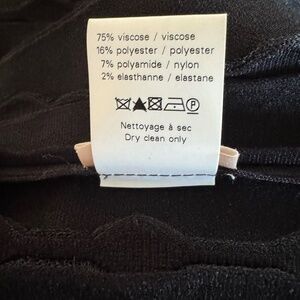 75% viscose / viscose
16% polyester / polyester
7% polyamide / nylon
2% elasthanne / elastane
Nettoyage à sec
Dry clean only